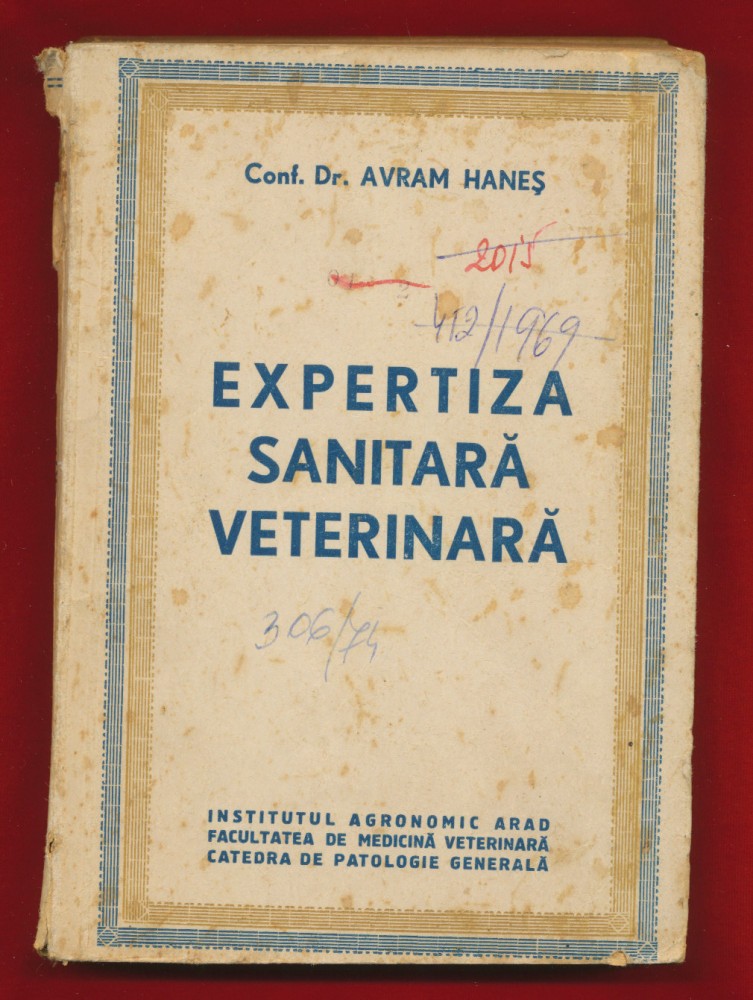 Conf. Dr. AVRAM HANEȘ
2015
412/1969
EXPERTIZA
SANITARĂ
VETERINARĂ
306/74
INSTITUTUL AGRONOMIC ARAD
FACULTATEA DE MEDICINĂ VETERINARĂ
CATEDRA DE PATOLOGIE GENERALĂ